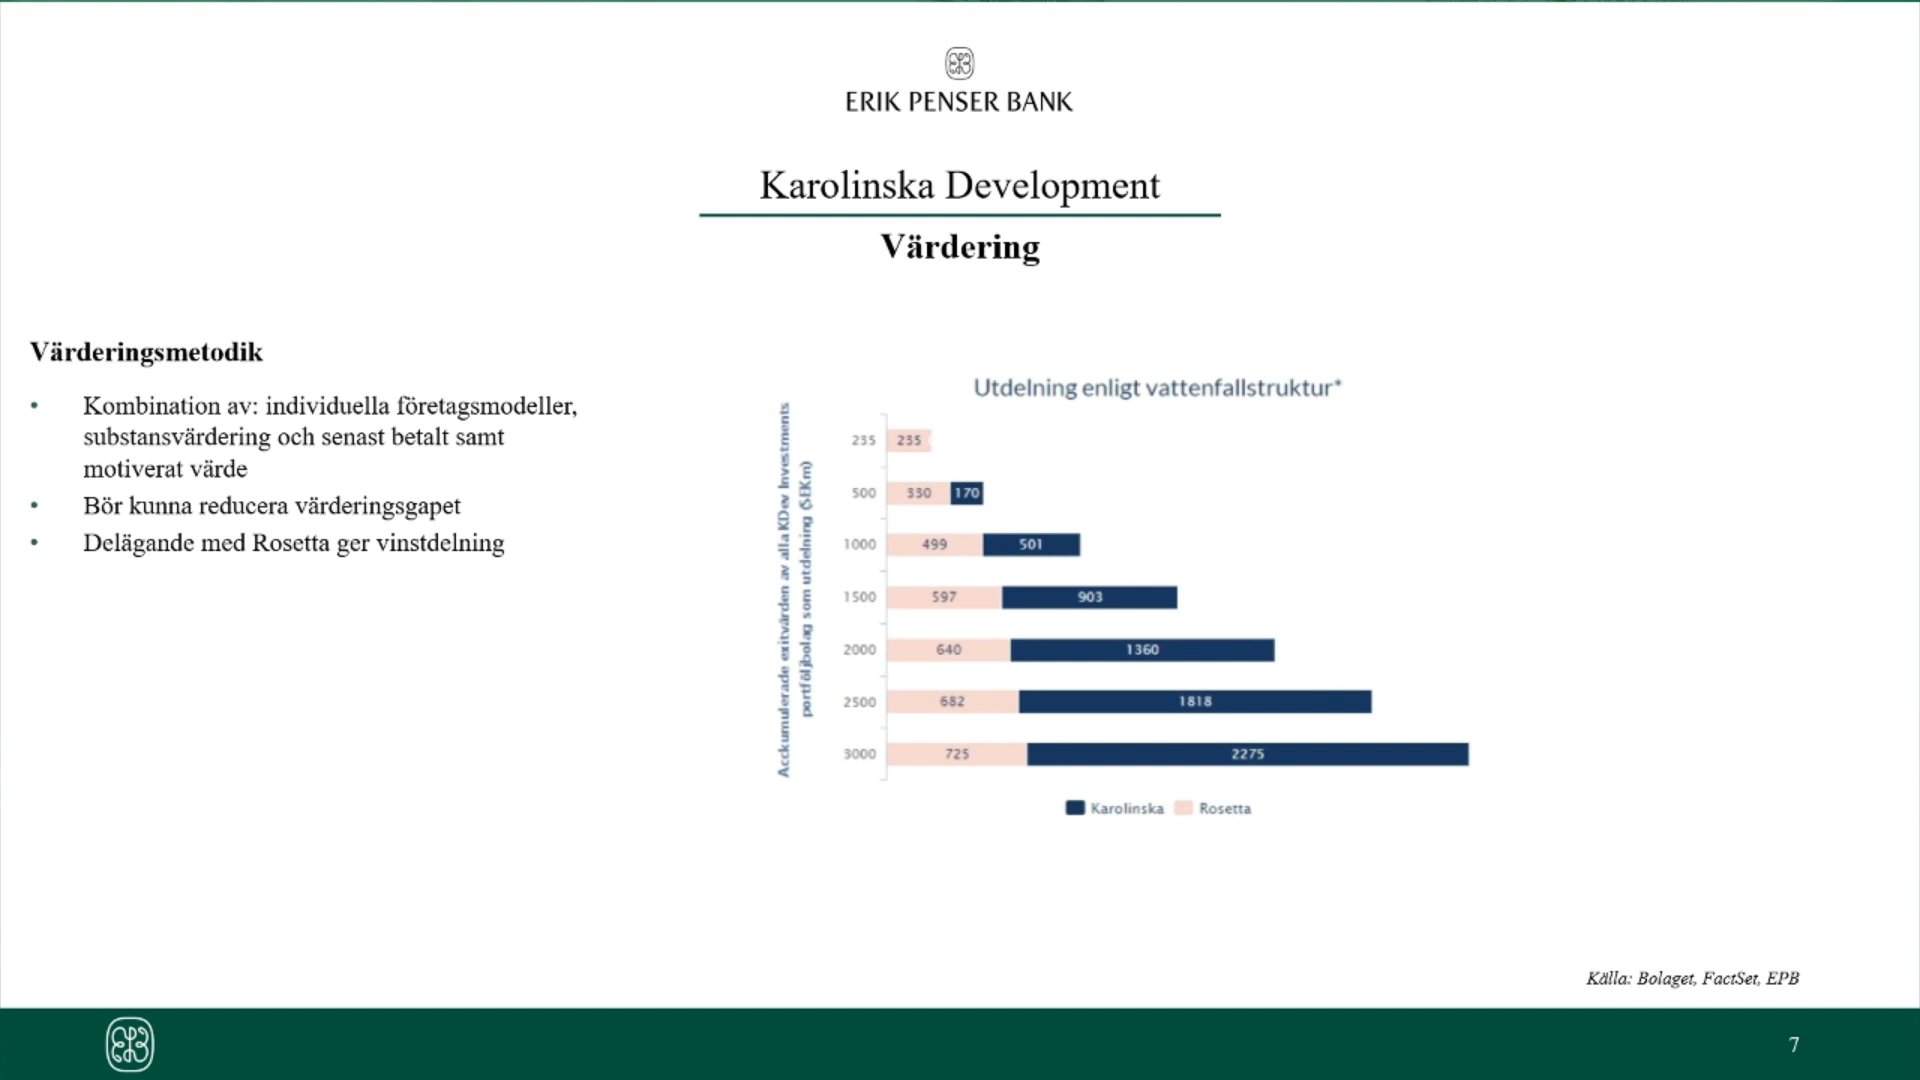 ERIK PENSER BANK
Karolinska Development
Värdering
Värderingsmetodik
• Kombination av: individuella företagsmodeller,
substansvärdering och senast betalt samt
motiverat värde
• Bör kunna reducera värderingsgapet
• Delägande med Rosetta ger vinstdelning
Utdelning enligt vattenfallstruktur*
Ackumulerade exitvärden av alla KDev Investments
portföljbolag som utdelning (SEKm)
235 235
500 330 170
1000 499 501
1500 597 903
2000 640 1360
2500 682 1818
3000 725 2275
Karolinska Rosetta
Källa: Bolaget, FactSet, EPB
7